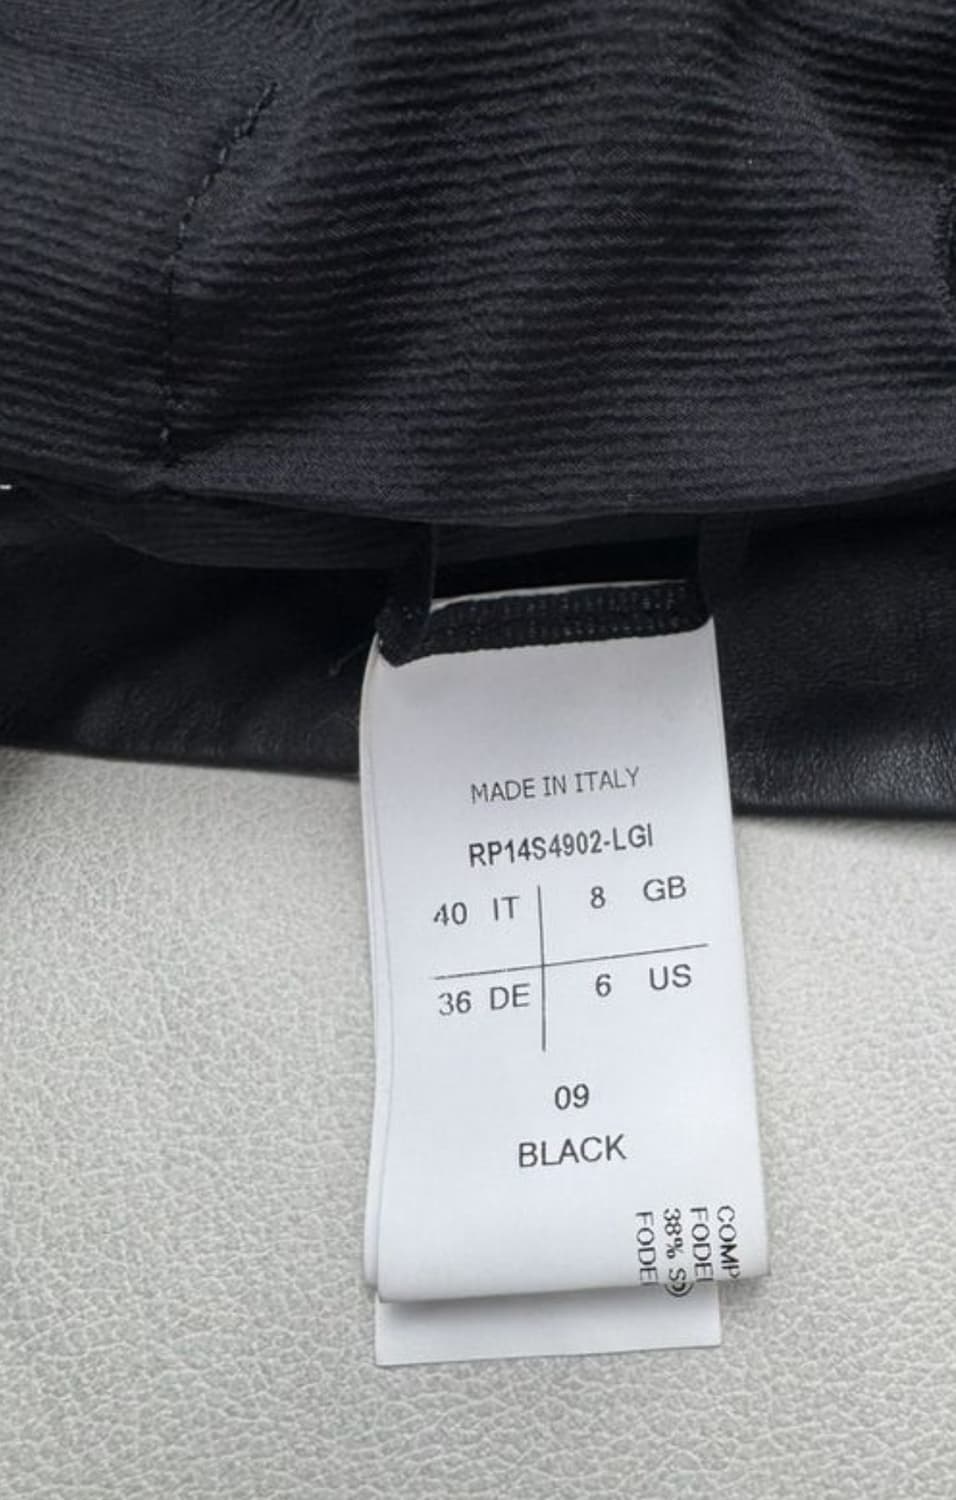 MADE IN ITALY
RP14S4902-LGI
40 IT 8 GB
36 DE 6 US
09
BLACK
COMP
FODE
38% S
FODE